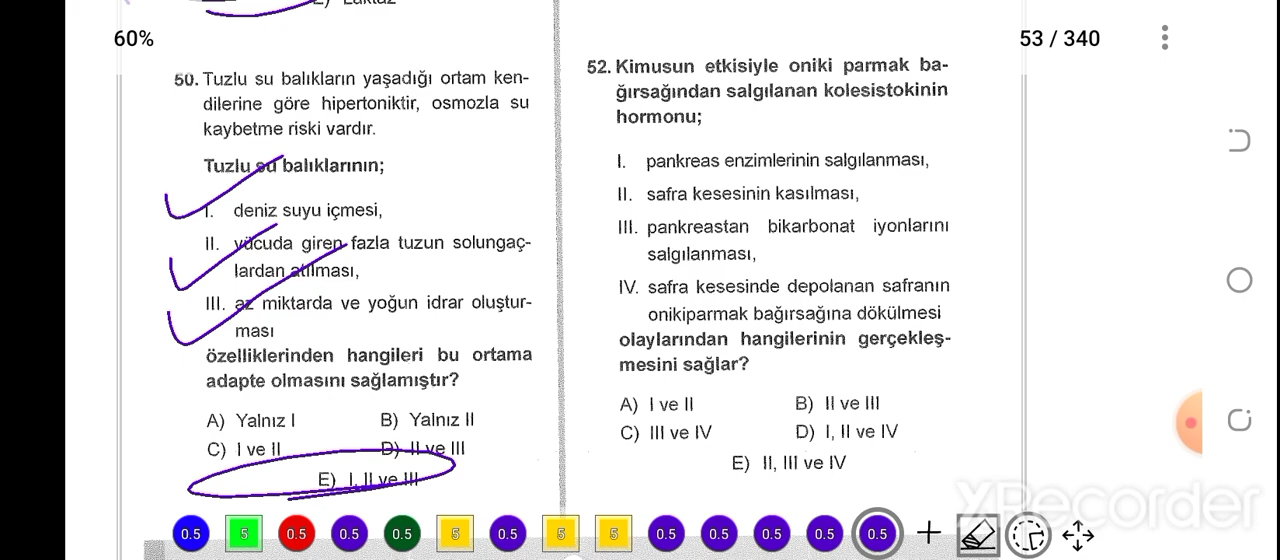 E) Laktaz
60%
53 / 340
50. Tuzlu su balıkların yaşadığı ortam ken-
dilerine göre hipertoniktir, osmozla su
kaybetme riski vardır.
Tuzlu su balıklarının;
I. deniz suyu içmesi,
II. vücuda giren fazla tuzun solungaç-
lardan atılması,
III. az miktarda ve yoğun idrar oluştur-
ması
özelliklerinden hangileri bu ortama
adapte olmasını sağlamıştır?
A) Yalnız I B) Yalnız II
C) I ve II D) II ve III
E) I, II ve III
52. Kimusun etkisiyle oniki parmak ba-
ğırsağından salgılanan kolesistokinin
hormonu;
I. pankreas enzimlerinin salgılanması,
II. safra kesesinin kasılması,
III. pankreastan bikarbonat iyonlarını
salgılanması,
IV. safra kesesinde depolanan safranın
onikiparmak bağırsağına dökülmesi
olaylarından hangilerinin gerçekleş-
mesini sağlar?
A) I ve II B) II ve III
C) III ve IV D) I, II ve IV
E) II, III ve IV
XRecorder
0.5 5 0.5 0.5 0.5 5 0.5 5 5 0.5 0.5 0.5 0.5 0.5